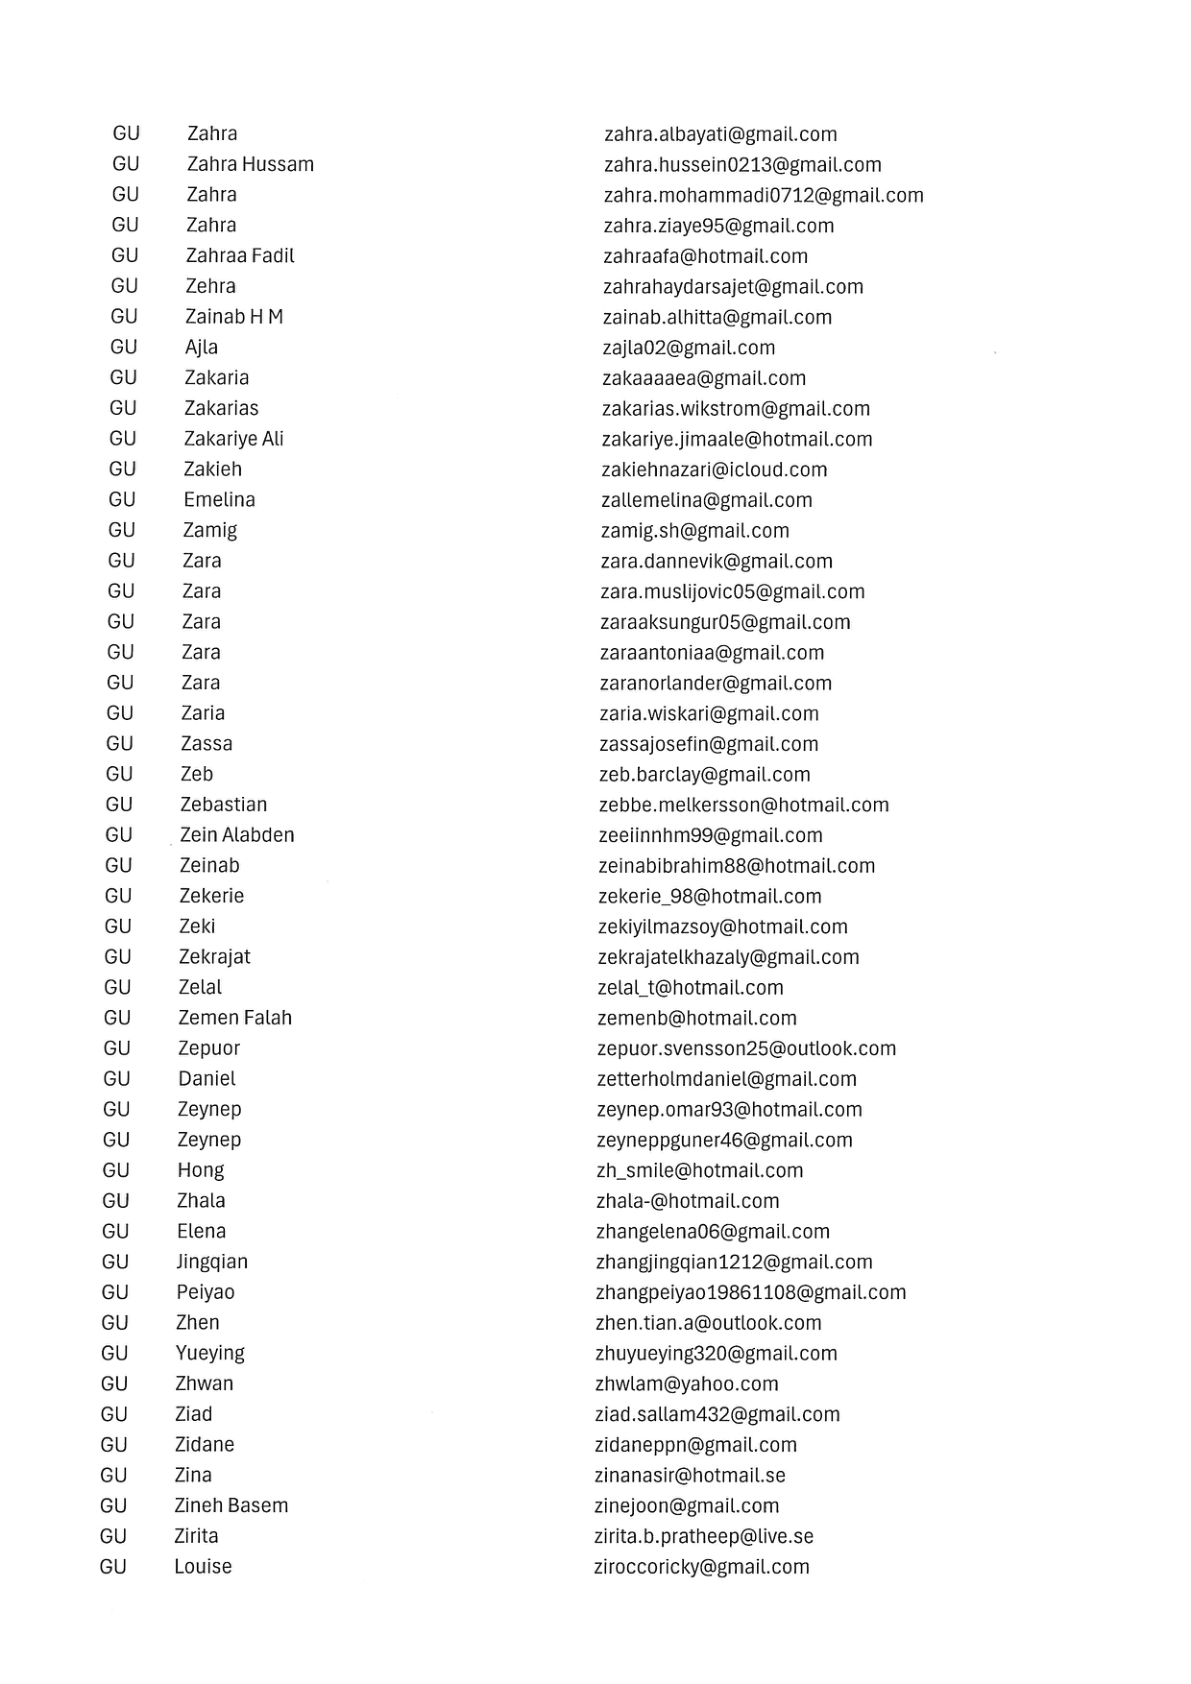 GU Zahra zahra.albayati@gmail.com
GU Zahra Hussam zahra.hussein0213@gmail.com
GU Zahra zahra.mohammadi0712@gmail.com
GU Zahra zahra.ziaye95@gmail.com
GU Zahraa Fadil zahraafa@hotmail.com
GU Zehra zahrahaydarsajet@gmail.com
GU Zainab H M zainab.alhitta@gmail.com
GU Ajla zajla02@gmail.com
GU Zakaria zakaaaaea@gmail.com
GU Zakarias zakarias.wikstrom@gmail.com
GU Zakariye Ali zakariye.jimaale@hotmail.com
GU Zakieh zakiehnazari@icloud.com
GU Emelina zallemelina@gmail.com
GU Zamig zamig.sh@gmail.com
GU Zara zara.dannevik@gmail.com
GU Zara zara.muslijovic05@gmail.com
GU Zara zaraaksungur05@gmail.com
GU Zara zaraantoniaa@gmail.com
GU Zara zaranorlander@gmail.com
GU Zaria zaria.wiskari@gmail.com
GU Zassa zassajosefin@gmail.com
GU Zeb zeb.barclay@gmail.com
GU Zebastian zebbe.melkersson@hotmail.com
GU Zein Alabden zeeiinnhm99@gmail.com
GU Zeinab zeinabibrahim88@hotmail.com
GU Zekerie zekerie_98@hotmail.com
GU Zeki zekiyilmazsoy@hotmail.com
GU Zekrajat zekrajatelkhazaly@gmail.com
GU Zelal zelal_t@hotmail.com
GU Zemen Falah zemenb@hotmail.com
GU Zepuor zepuor.svensson25@outlook.com
GU Daniel zetterholmdaniel@gmail.com
GU Zeynep zeynep.omar93@hotmail.com
GU Zeynep zeyneppguner46@gmail.com
GU Hong zh_smile@hotmail.com
GU Zhala zhala-@hotmail.com
GU Elena zhangelena06@gmail.com
GU Jingqian zhangjingqian1212@gmail.com
GU Peiyao zhangpeiyao19861108@gmail.com
GU Zhen zhen.tian.a@outlook.com
GU Yueying zhuyueying320@gmail.com
GU Zhwan zhwlam@yahoo.com
GU Ziad ziad.sallam432@gmail.com
GU Zidane zidaneppn@gmail.com
GU Zina zinanasir@hotmail.se
GU Zineh Basem zinejoon@gmail.com
GU Zirita zirita.b.pratheep@live.se
GU Louise ziroccoricky@gmail.com